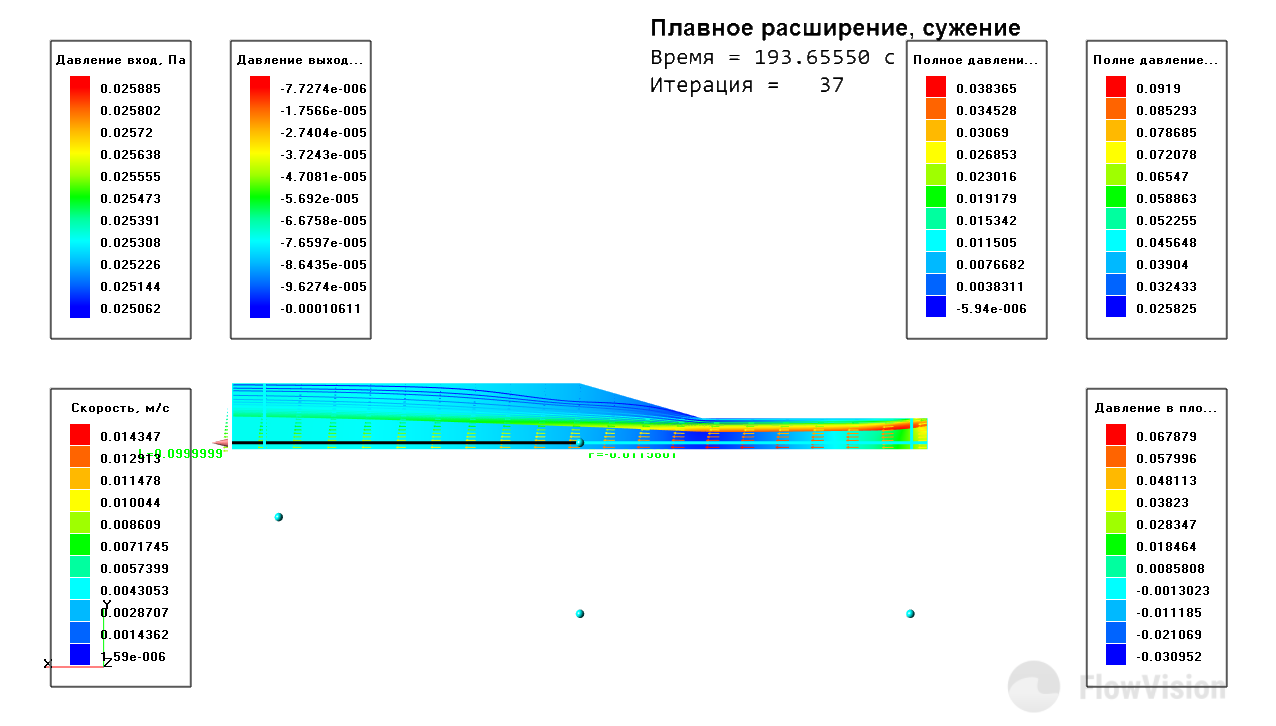 Плавное расширение, сужение
Время = 193.65550 с
Итерация = 37
Давление вход, Па
0.025885
0.025802
0.02572
0.025638
0.025555
0.025473
0.025391
0.025308
0.025226
0.025144
0.025062
Давление выход...
-7.7274e-006
-1.7566e-005
-2.7404e-005
-3.7243e-005
-4.7081e-005
-5.692e-005
-6.6758e-005
-7.6597e-005
-8.6435e-005
-9.6274e-005
-0.00010611
Полное давлени...
0.038365
0.034528
0.03069
0.026853
0.023016
0.019179
0.015342
0.011505
0.0076682
0.0038311
-5.94e-006
Полне давление...
0.0919
0.085293
0.078685
0.072078
0.06547
0.058863
0.052255
0.045648
0.03904
0.032433
0.025825
Скорость, м/с
0.014347
0.012913
0.011478
0.010044
0.008609
0.0071745
0.0057399
0.0043053
0.0028707
0.0014362
1.59e-006
Y
X
Z
Давление в пло...
0.067879
0.057996
0.048113
0.03823
0.028347
0.018464
0.0085808
-0.0013023
-0.011185
-0.021069
-0.030952
FlowVision